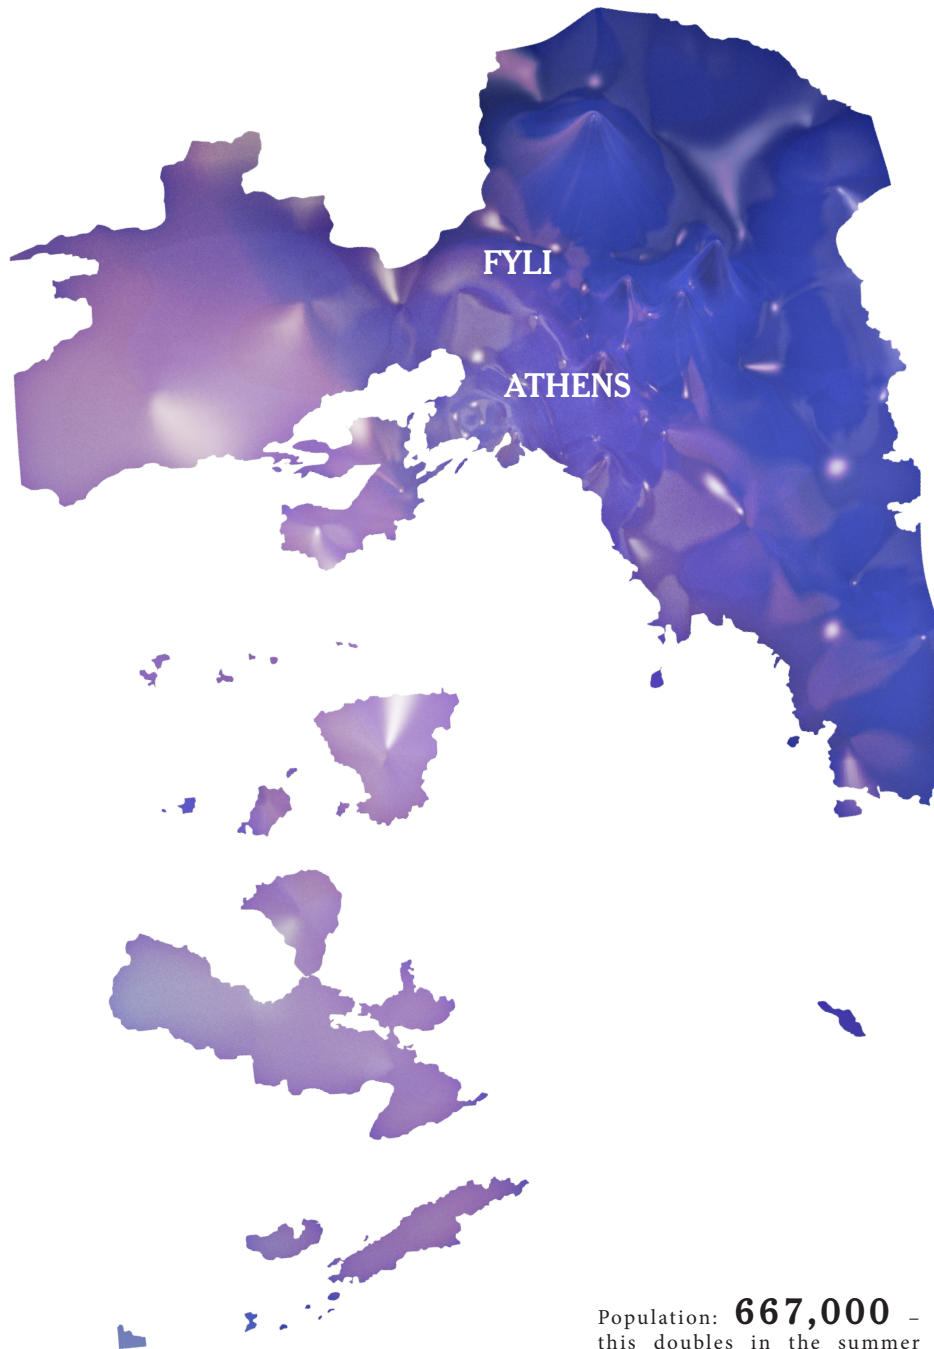 FYLI
ATHENS
Population: 667,000 –
this doubles in the summer